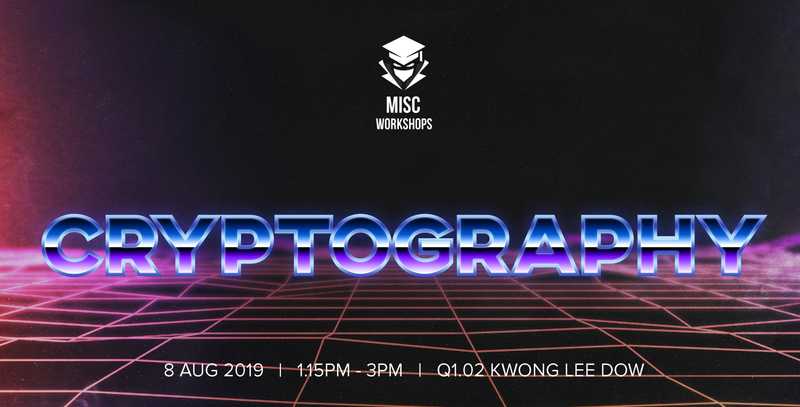 MISC
WORKSHOPS
CRYPTOGRAPHY
8 AUG 2019 | 1.15PM - 3PM | Q1.02 KWONG LEE DOW